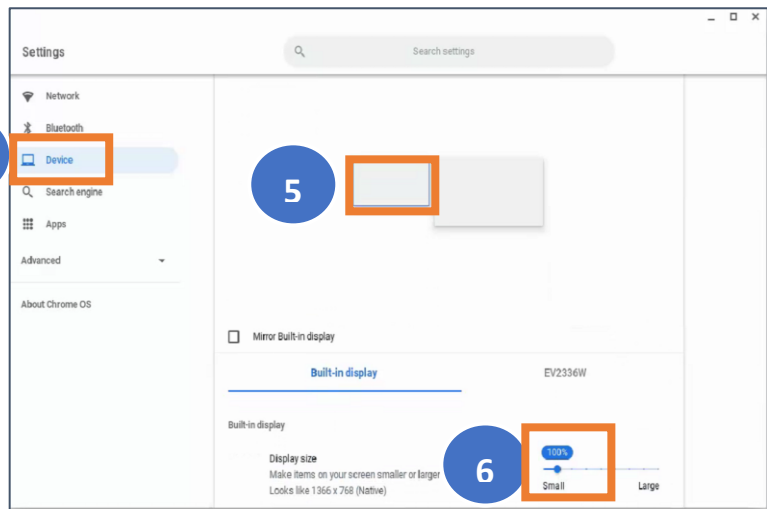 Settings
Search settings
Network
Bluetooth
Device
Search engine
Apps
Advanced
About Chrome OS
5
Mirror Built-in display
Built-in display
EV2336W
Built-in display
Display size
Make items on your screen smaller or larger
Looks like 1366 x 768 (Native)
6
100%
Small
Large